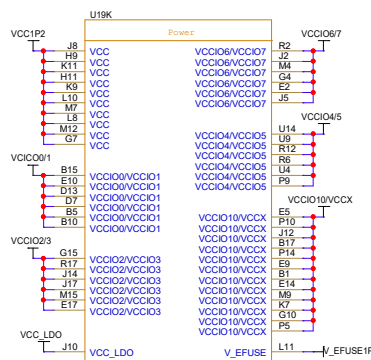 U19K
Power
VCC1P2
J8 VCC
H9 VCC
K11 VCC
H11 VCC
K9 VCC
L10 VCC
M7 VCC
L8 VCC
M12 VCC
G7 VCC
VCICO0/1
B15 VCCIO0/VCCIO1
E10 VCCIO0/VCCIO1
D13 VCCIO0/VCCIO1
D7 VCCIO0/VCCIO1
B5 VCCIO0/VCCIO1
B10 VCCIO0/VCCIO1
VCCIO2/3
G15 VCCIO2/VCCIO3
R17 VCCIO2/VCCIO3
J14 VCCIO2/VCCIO3
J17 VCCIO2/VCCIO3
M15 VCCIO2/VCCIO3
E17 VCCIO2/VCCIO3
VCC_LDO
J10 VCC_LDO
VCCIO6/7
VCCIO6/VCCIO7 R2
VCCIO6/VCCIO7 J2
VCCIO6/VCCIO7 M4
VCCIO6/VCCIO7 G4
VCCIO6/VCCIO7 E2
VCCIO6/VCCIO7 J5
VCCIO4/5
VCCIO4/VCCIO5 U14
VCCIO4/VCCIO5 U9
VCCIO4/VCCIO5 R12
VCCIO4/VCCIO5 R6
VCCIO4/VCCIO5 U4
VCCIO4/VCCIO5 P9
VCCIO10/VCCX
VCCIO10/VCCX E5
VCCIO10/VCCX P10
VCCIO10/VCCX J12
VCCIO10/VCCX B17
VCCIO10/VCCX P14
VCCIO10/VCCX E9
VCCIO10/VCCX B1
VCCIO10/VCCX E14
VCCIO10/VCCX M9
VCCIO10/VCCX K7
VCCIO10/VCCX G10
VCCIO10/VCCX P5
V_EFUSE L11 V_EFUSE1P